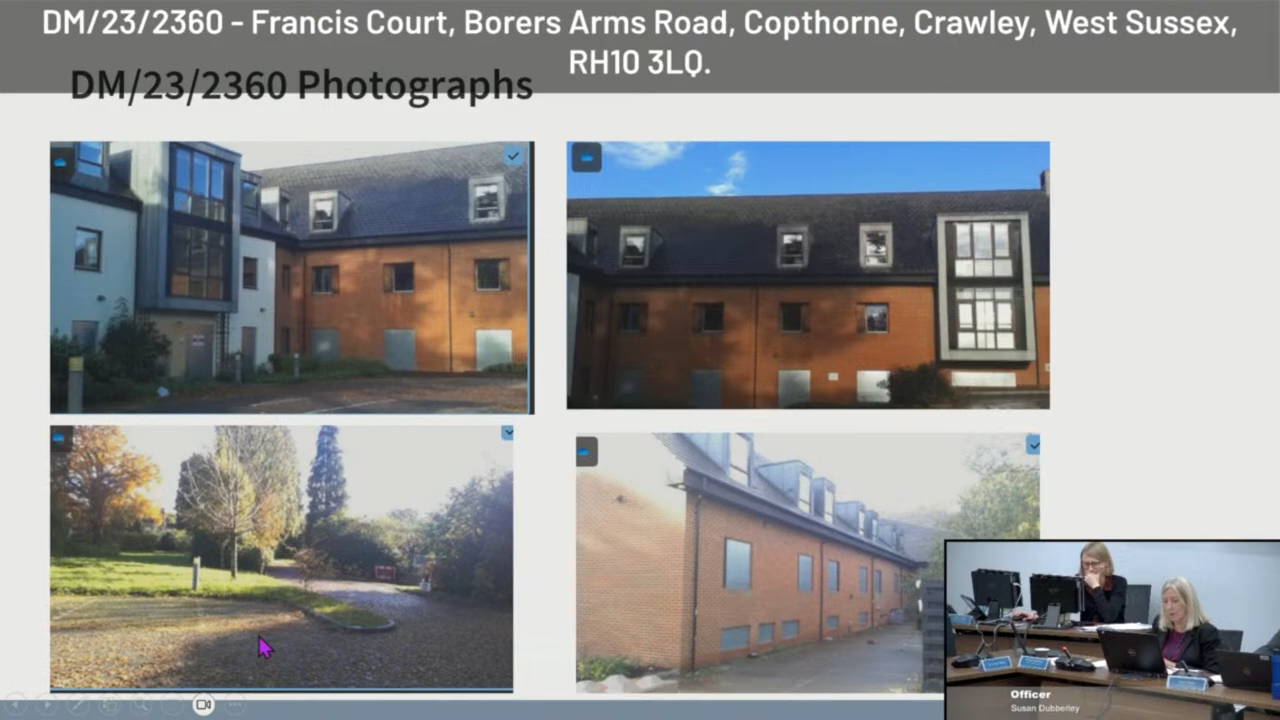 DM/23/2360 - Francis Court, Borers Arms Road, Copthorne, Crawley, West Sussex,
RH10 3LQ.
DM/23/2360 Photographs
Officer
Susan Dubberley